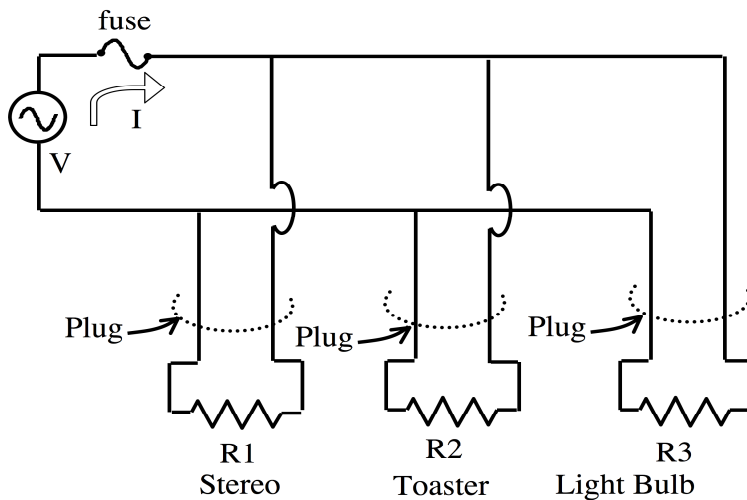 fuse
I
V
Plug
Plug
Plug
R1
Stereo
R2
Toaster
R3
Light Bulb